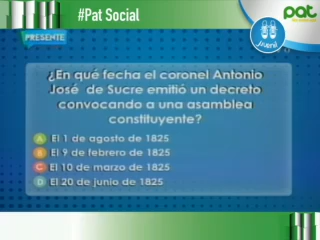 #Pat Social
pat
PRESENTE
juvenil
¿En qué fecha el coronel Antonio
José de Sucre emitió un decreto
convocando a una asamblea
constituyente?
A El 1 de agosto de 1825
B El 9 de febrero de 1825
C El 10 de marzo de 1825
D El 20 de junio de 1825